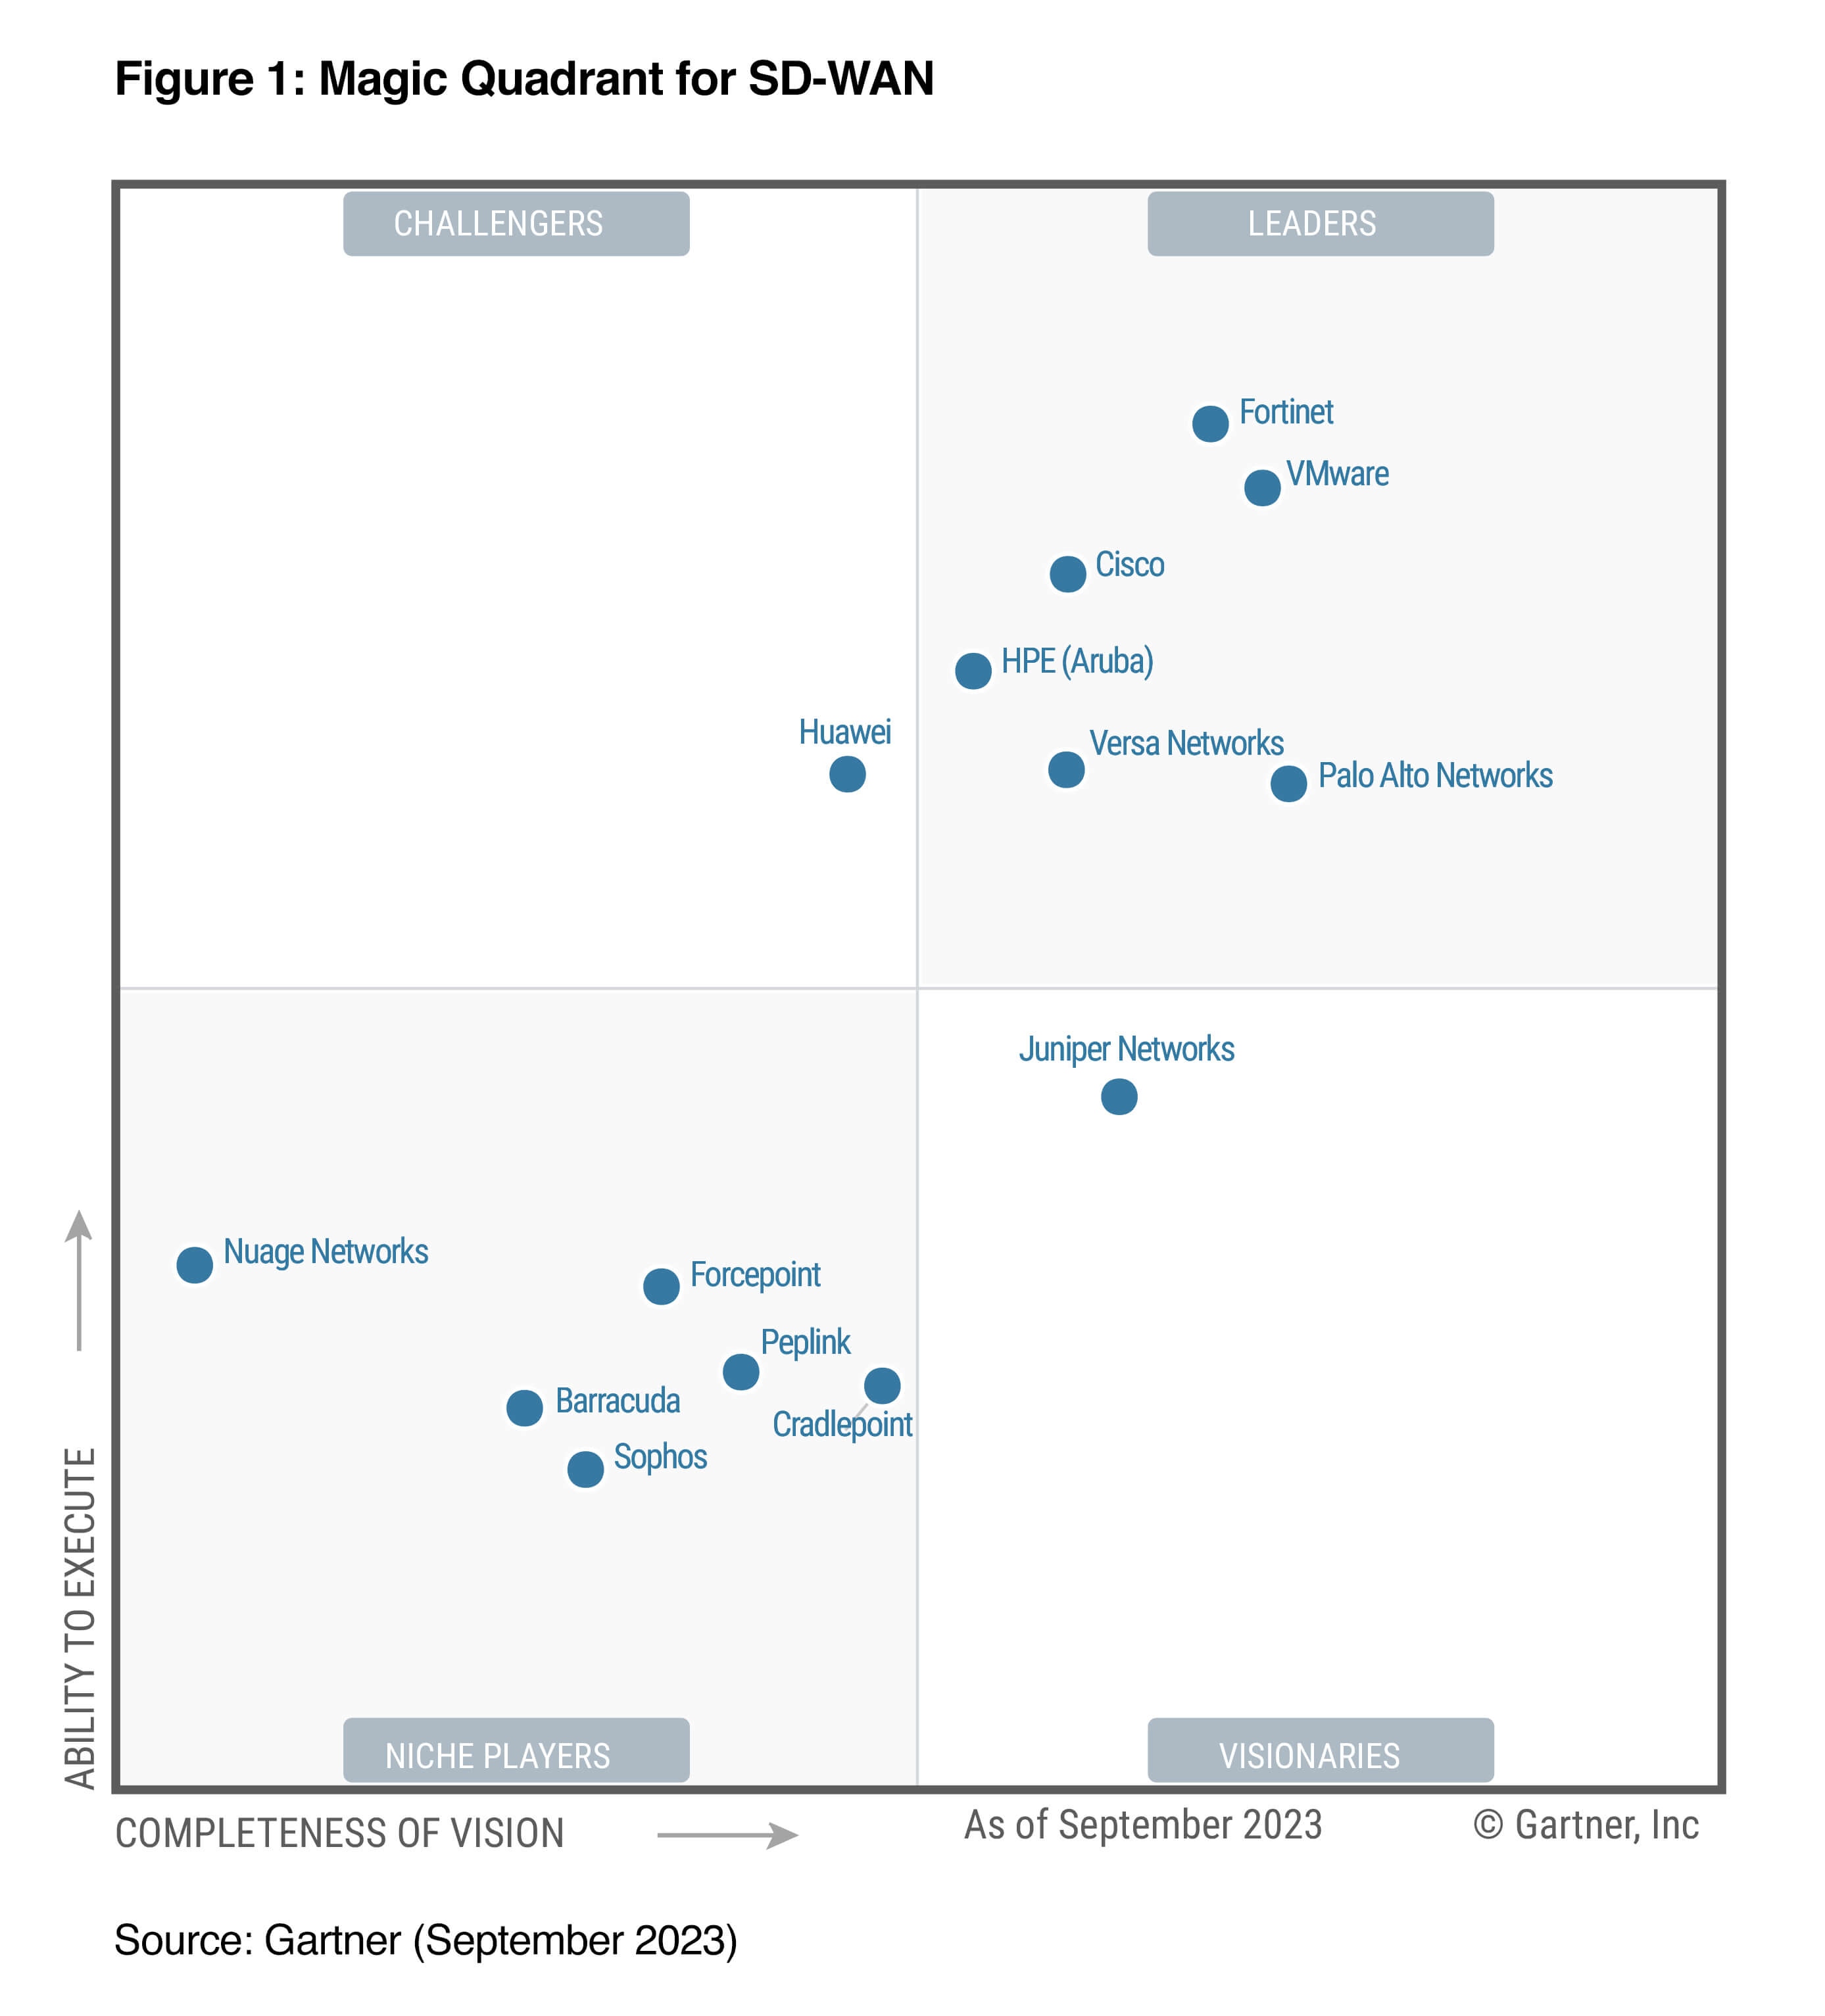 Figure 1: Magic Quadrant for SD-WAN
CHALLENGERS
LEADERS
Fortinet
VMware
Cisco
HPE (Aruba)
Huawei
Versa Networks
Palo Alto Networks
Juniper Networks
Nuage Networks
Forcepoint
Peplink
Barracuda
Cradlepoint
Sophos
NICHE PLAYERS
VISIONARIES
ABILITY TO EXECUTE
COMPLETENESS OF VISION
As of September 2023
© Gartner, Inc
Source: Gartner (September 2023)